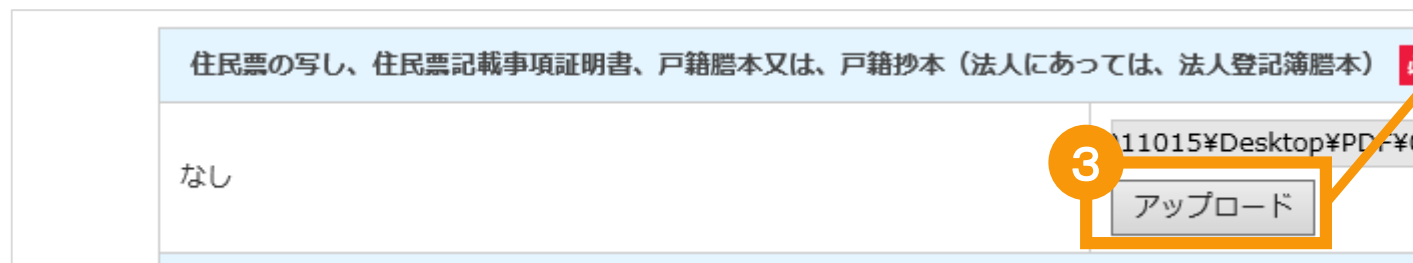 住民票の写し、住民票記載事項証明書、戸籍謄本又は、戸籍抄本（法人にあっては、法人登記簿謄本）
11015¥Desktop¥PDF¥
なし
3
アップロード